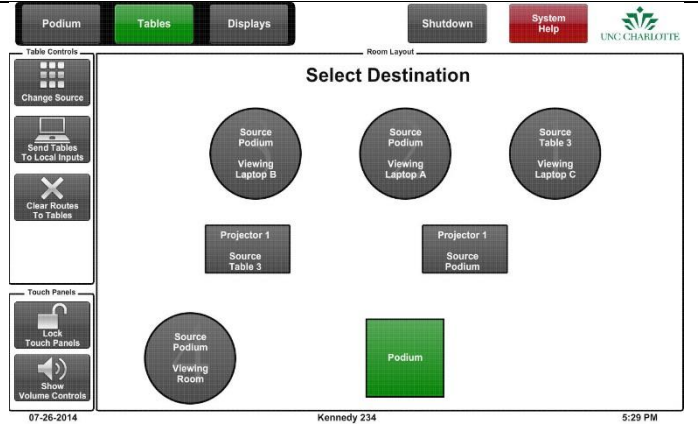 Podium
Tables
Displays
Shutdown
System
Help
UNC CHARLOTTE
Table Controls
Room Layout
Change Source
Send Tables
To Local Inputs
Clear Routes
To Tables
Touch Panels
Lock
Touch Panels
Show
Volume Controls
Select Destination
Source
Podium
Viewing
Laptop B
Source
Podium
Viewing
Laptop A
Source
Table 3
Viewing
Laptop C
Projector 1
Source
Table 3
Projector 1
Source
Podium
Source
Podium
Viewing
Room
Podium
07-26-2014
Kennedy 234
5:29 PM